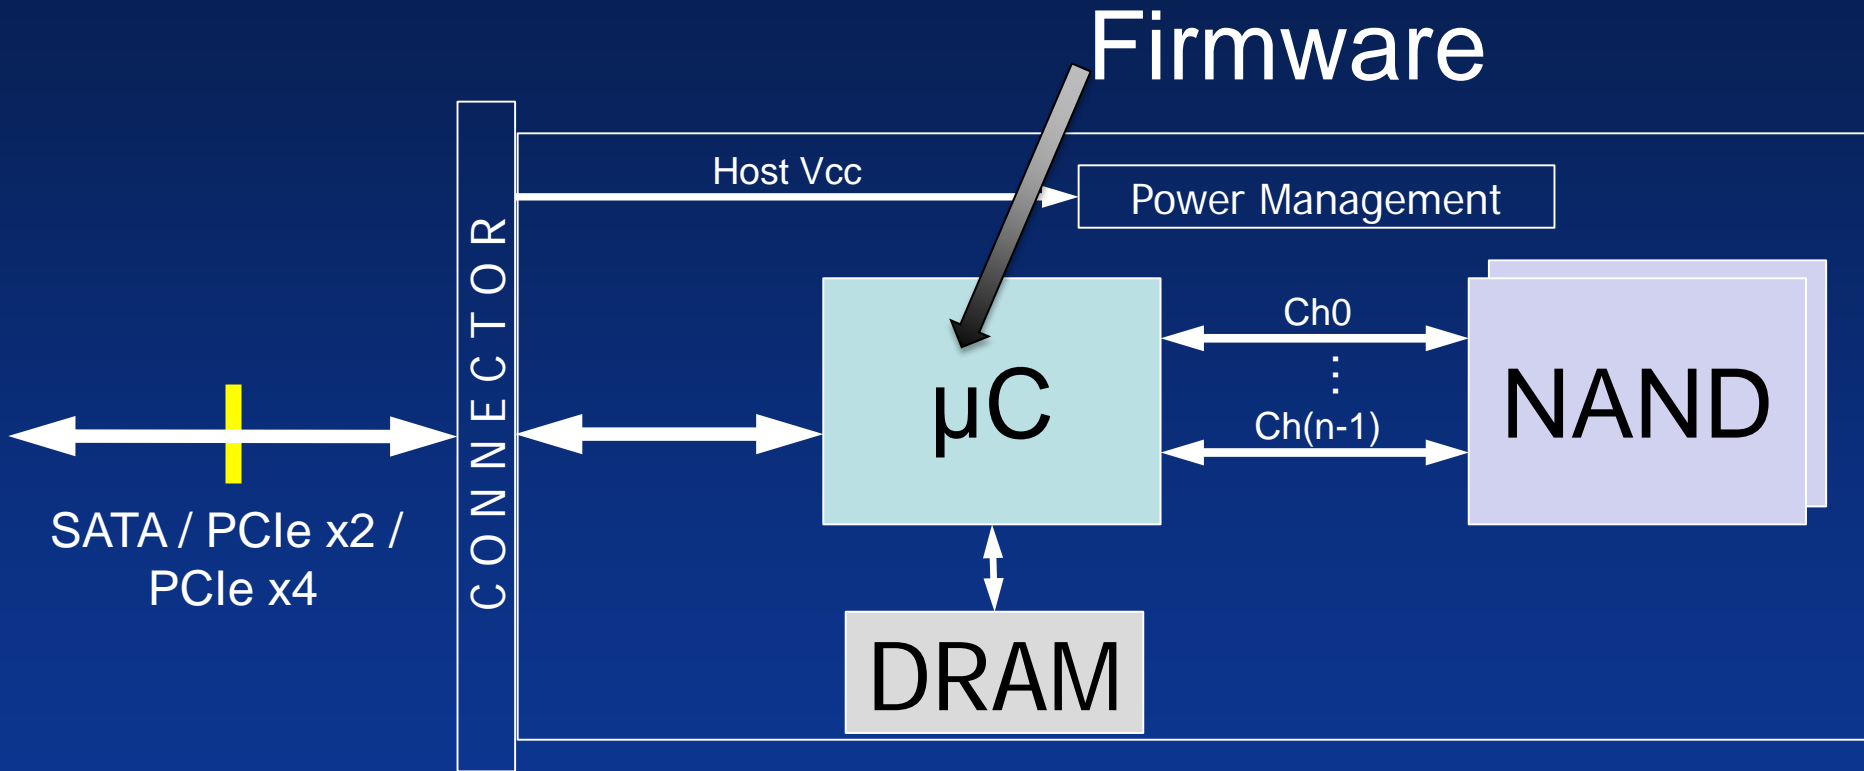 Firmware
Host Vcc
Power Management
CONNECTOR
Ch0
⋮
Ch(n-1)
µC
NAND
SATA / PCIe x2 /
PCIe x4
DRAM